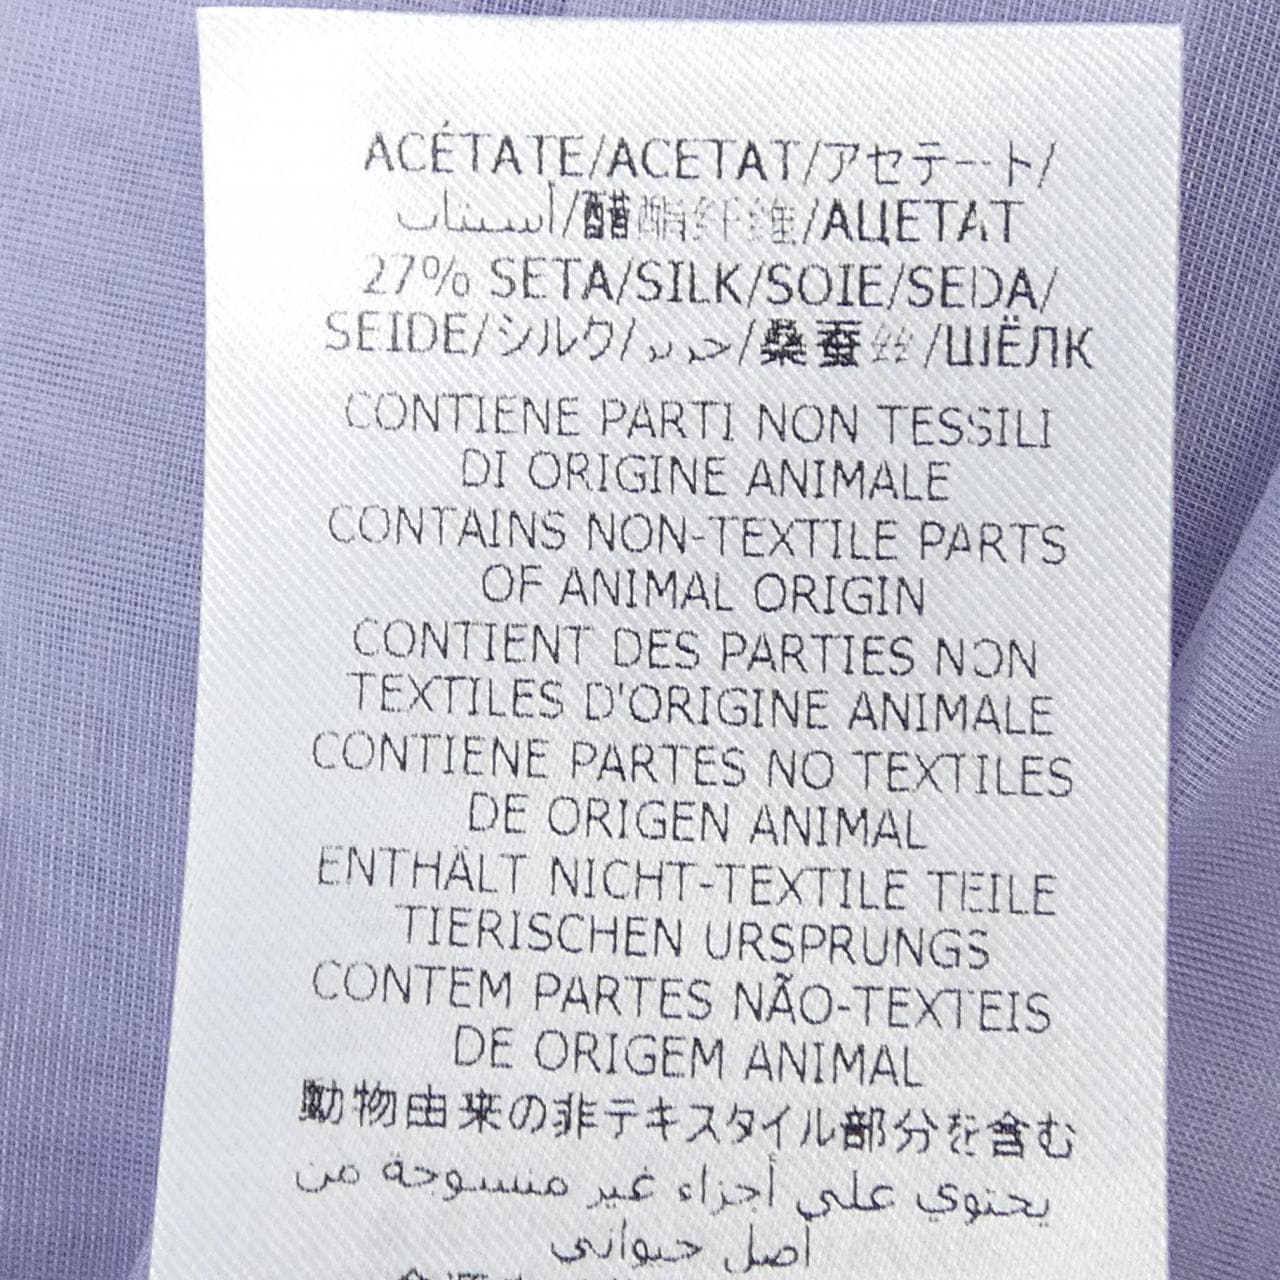 ACÉTATE/ACETAT/アセテート/
أسيتات/醋酯纤维/АЦЕТАТ
27% SETA/SILK/SOIE/SEDA/
SEIDE/シルク/حرير/桑蚕丝/ШЁЛК
CONTIENE PARTI NON TESSILI
DI ORIGINE ANIMALE
CONTAINS NON-TEXTILE PARTS
OF ANIMAL ORIGIN
CONTIENT DES PARTIES NON
TEXTILES D'ORIGINE ANIMALE
CONTIENE PARTES NO TEXTILES
DE ORIGEN ANIMAL
ENTHÄLT NICHT-TEXTILE TEILE
TIERISCHEN URSPRUNGS
CONTEM PARTES NÃO-TEXTEIS
DE ORIGEM ANIMAL
動物由来の非テキスタイル部分を含む
يحتوي على أجزاء غير منسوجة من
أصل حيواني